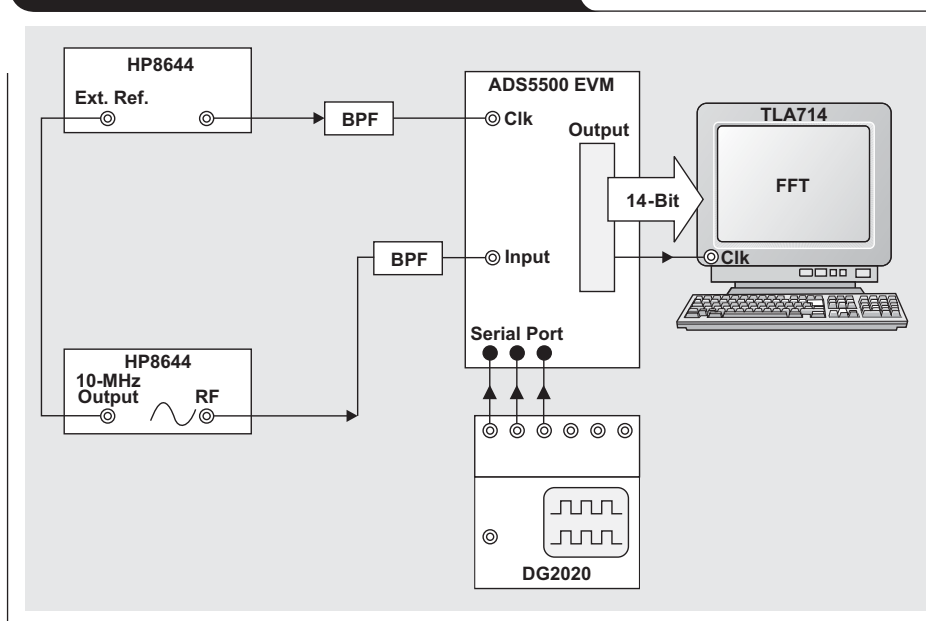 HP8644
Ext. Ref.
BPF
ADS5500 EVM
Clk
Output
TLA714
FFT
14-Bit
BPF
Input
Clk
Serial Port
HP8644
10-MHz
Output
RF
DG2020